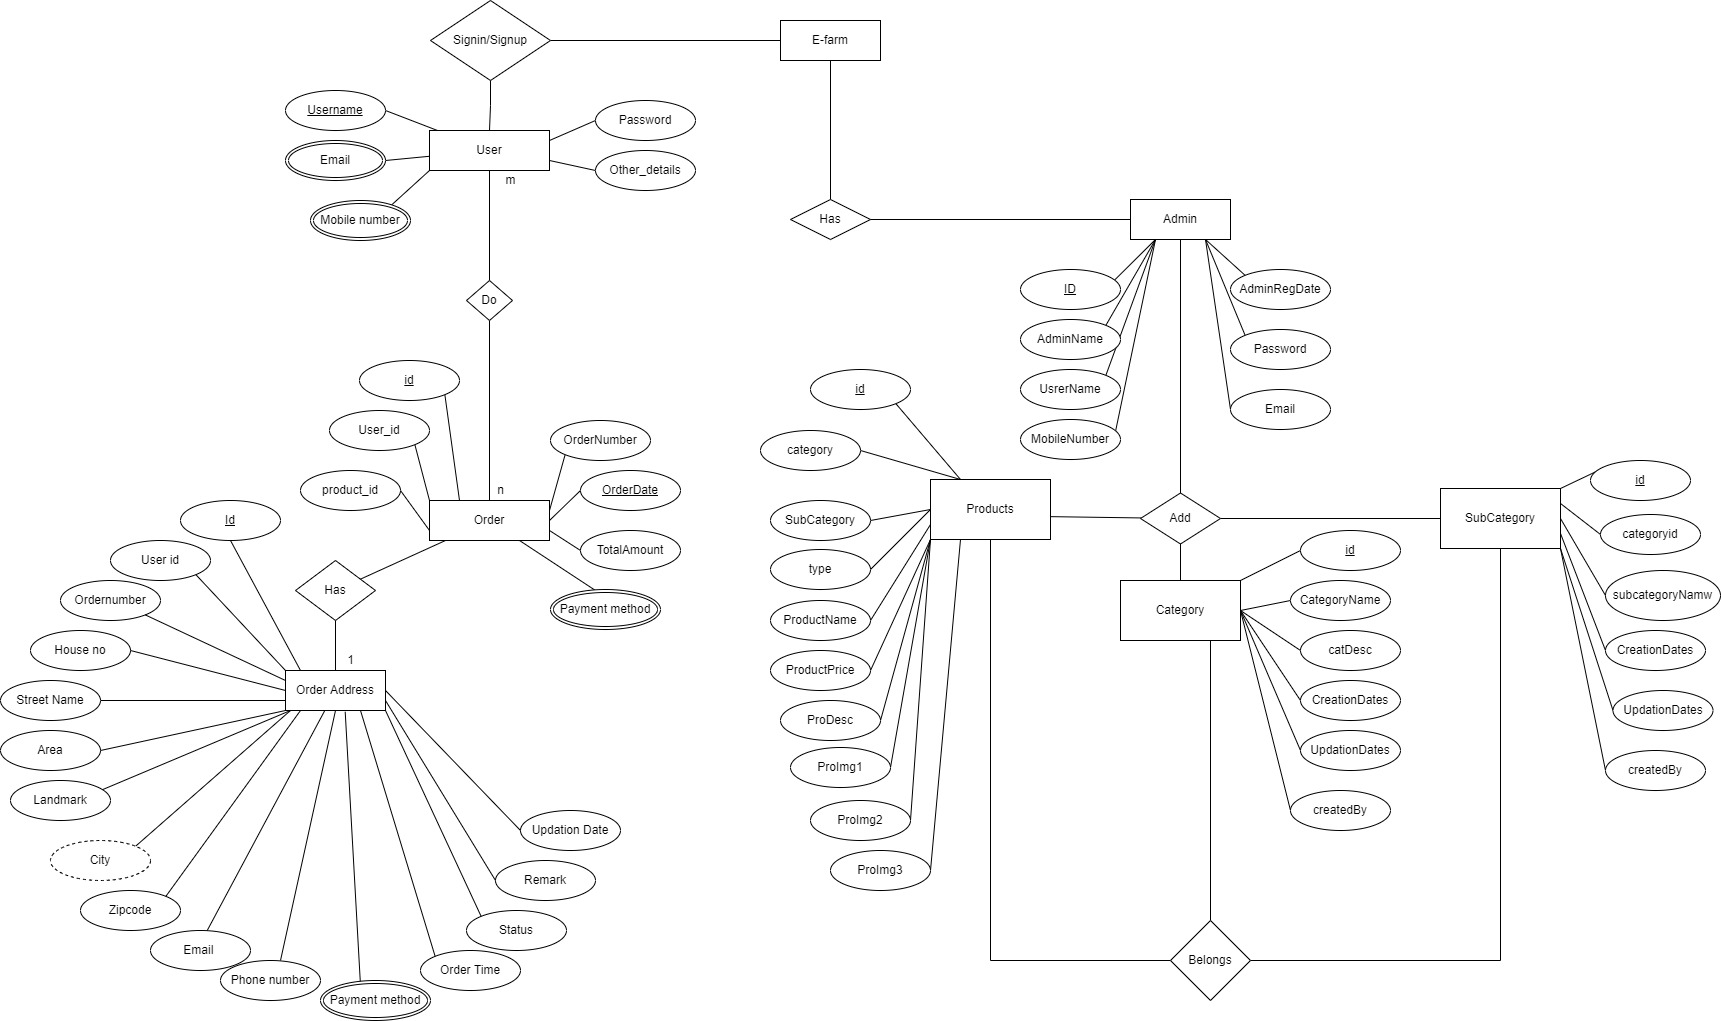 Signin/Signup
E-farm
Username
Password
Email
User
Other_details
m
Mobile number
Has
Admin
ID
AdminRegDate
AdminName
Password
UsrerName
Email
MobileNumber
Do
id
User_id
OrderNumber
product_id
n
OrderDate
Order
TotalAmount
Payment method
Has
1
Id
User id
Ordernumber
House no
Street Name
Order Address
Area
Landmark
City
Zipcode
Email
Phone number
Payment method
Order Time
Status
Remark
Updation Date
id
category
Products
SubCategory
type
ProductName
ProductPrice
ProDesc
ProImg1
ProImg2
ProImg3
Add
SubCategory
id
categoryid
subcategoryNamw
CreationDates
UpdationDates
createdBy
Category
id
CategoryName
catDesc
CreationDates
UpdationDates
createdBy
Belongs